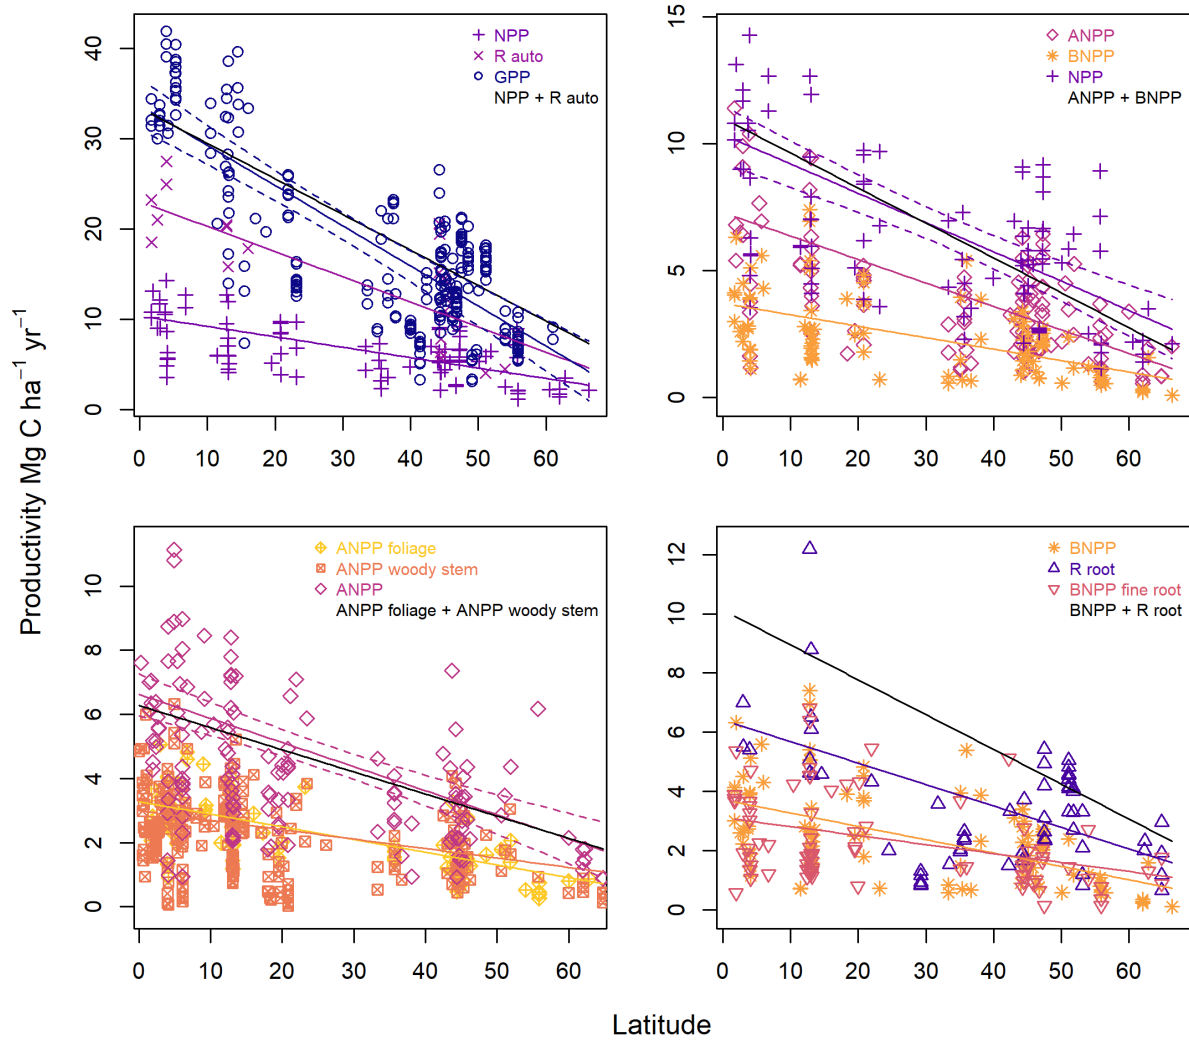 Productivity Mg C ha⁻¹ yr⁻¹
0 10 20 30 40
NPP
R auto
GPP
NPP + R auto
0 10 20 30 40 50 60
0 5 10 15
ANPP
BNPP
NPP
ANPP + BNPP
0 10 20 30 40 50 60
0 2 4 6 8 10
ANPP foliage
ANPP woody stem
ANPP
ANPP foliage + ANPP woody stem
0 10 20 30 40 50 60
0 2 4 6 8 10 12
BNPP
R root
BNPP fine root
BNPP + R root
0 10 20 30 40 50 60
Latitude